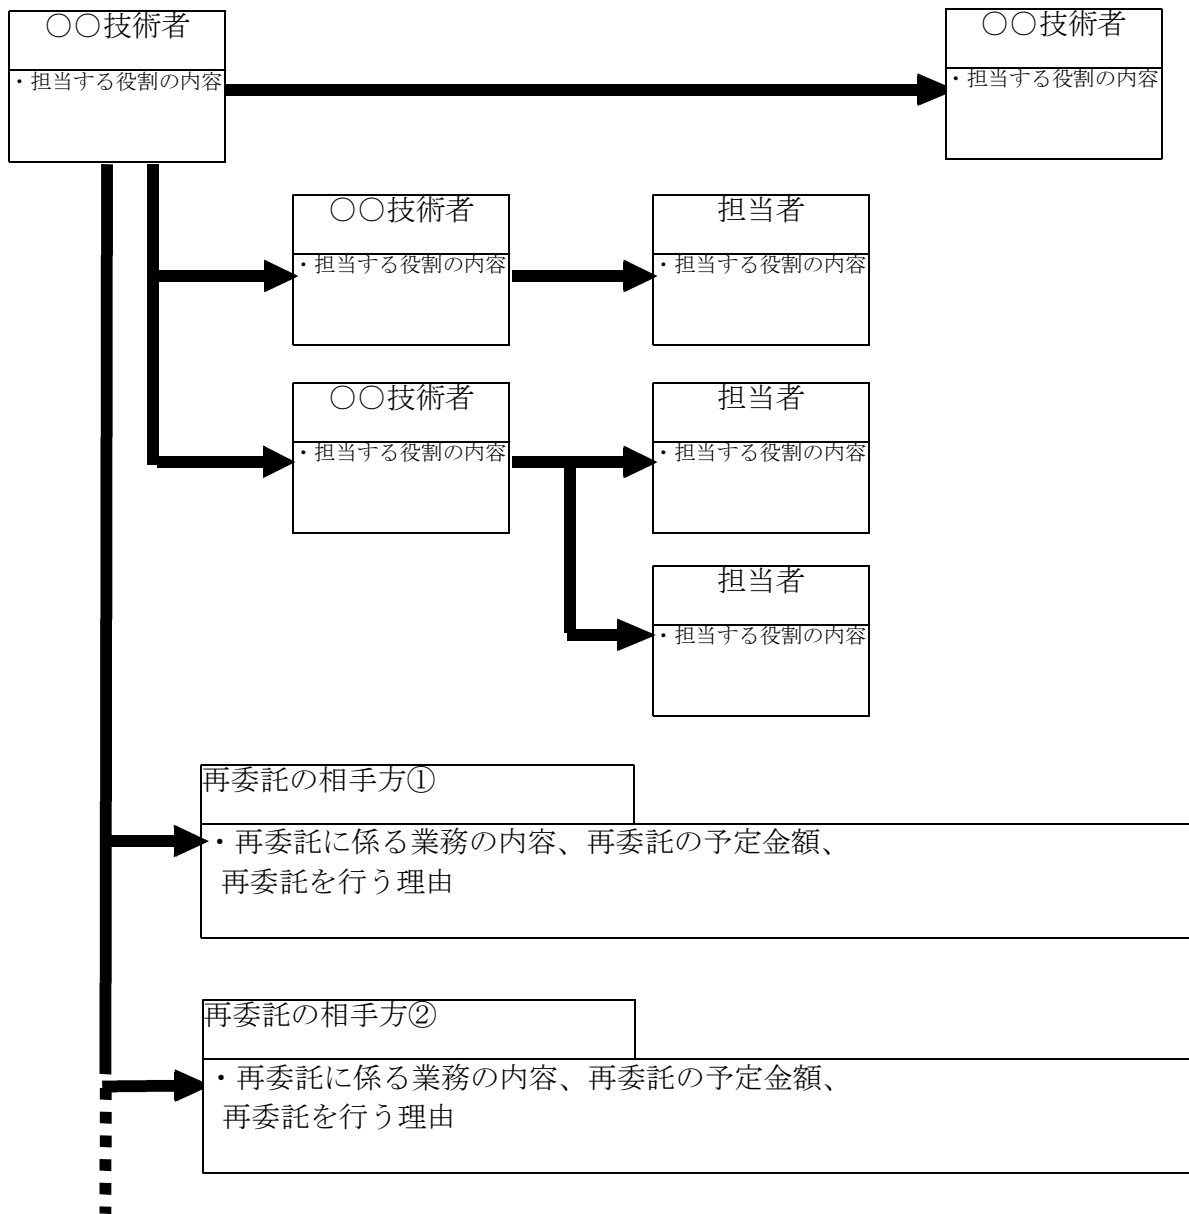 ○○技術者
・担当する役割の内容
○○技術者
・担当する役割の内容
○○技術者
・担当する役割の内容
担当者
・担当する役割の内容
○○技術者
・担当する役割の内容
担当者
・担当する役割の内容
担当者
・担当する役割の内容
再委託の相手方①
・再委託に係る業務の内容、再委託の予定金額、
再委託を行う理由
再委託の相手方②
・再委託に係る業務の内容、再委託の予定金額、
再委託を行う理由